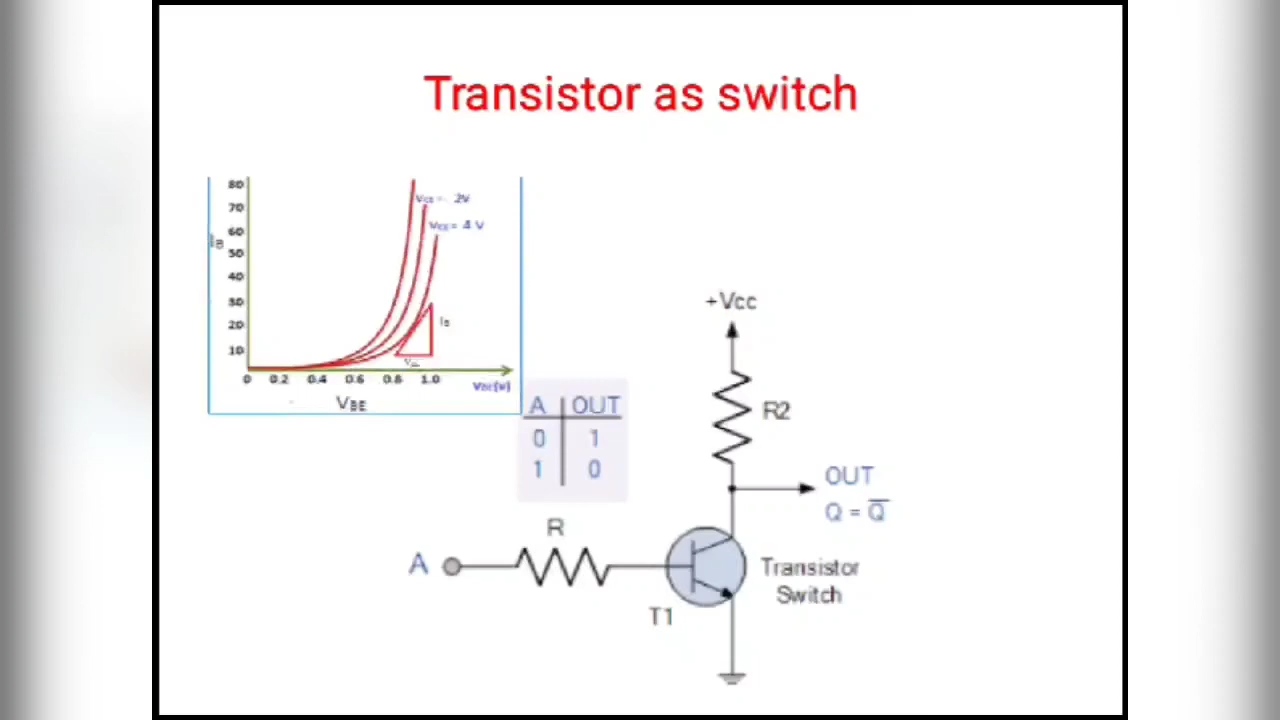 Transistor as switch
80
70
60
50
40
30
20
10
0 0.2 0.4 0.6 0.8 1.0
VCE = 2V
VCE = 4 V
IB
VBE
A OUT
0 1
1 0
+Vcc
R2
OUT
Q = Q̅
R
A
T1
Transistor
Switch